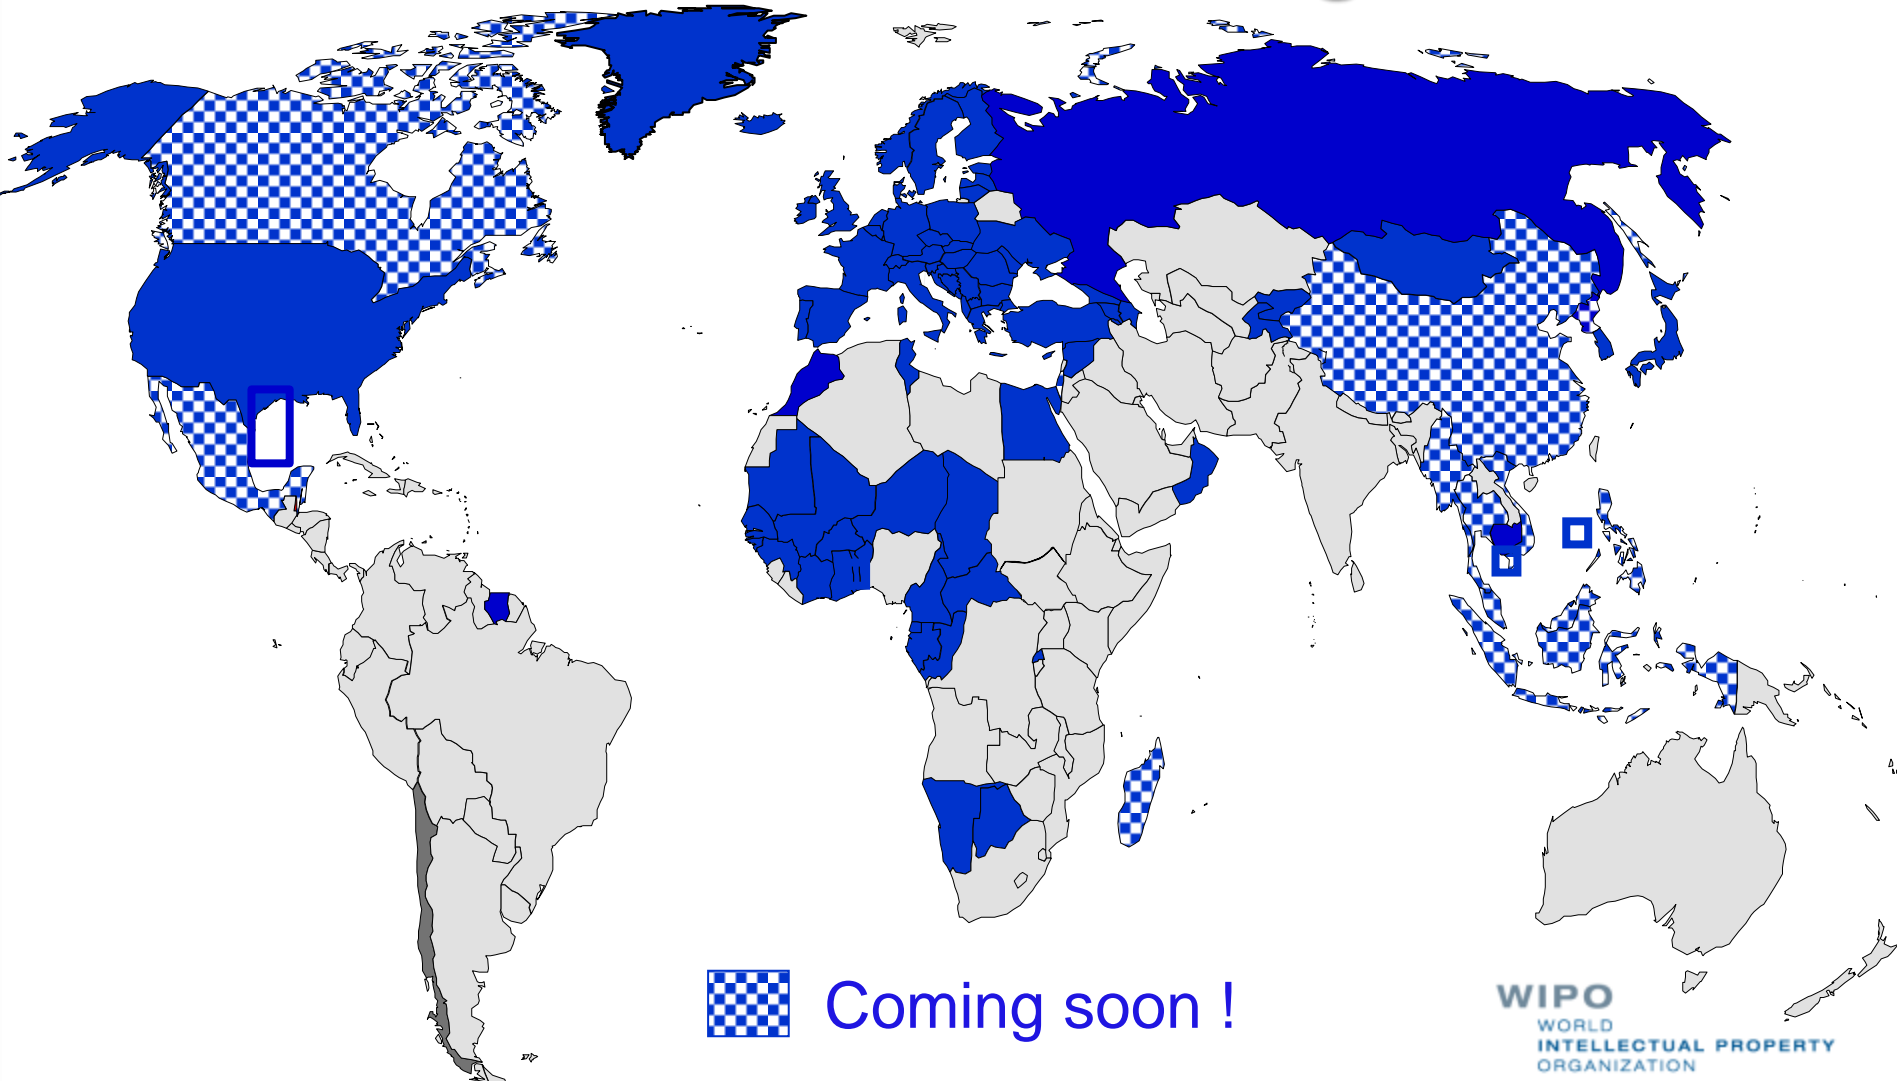 Coming soon !
WIPO
WORLD
INTELLECTUAL PROPERTY
ORGANIZATION